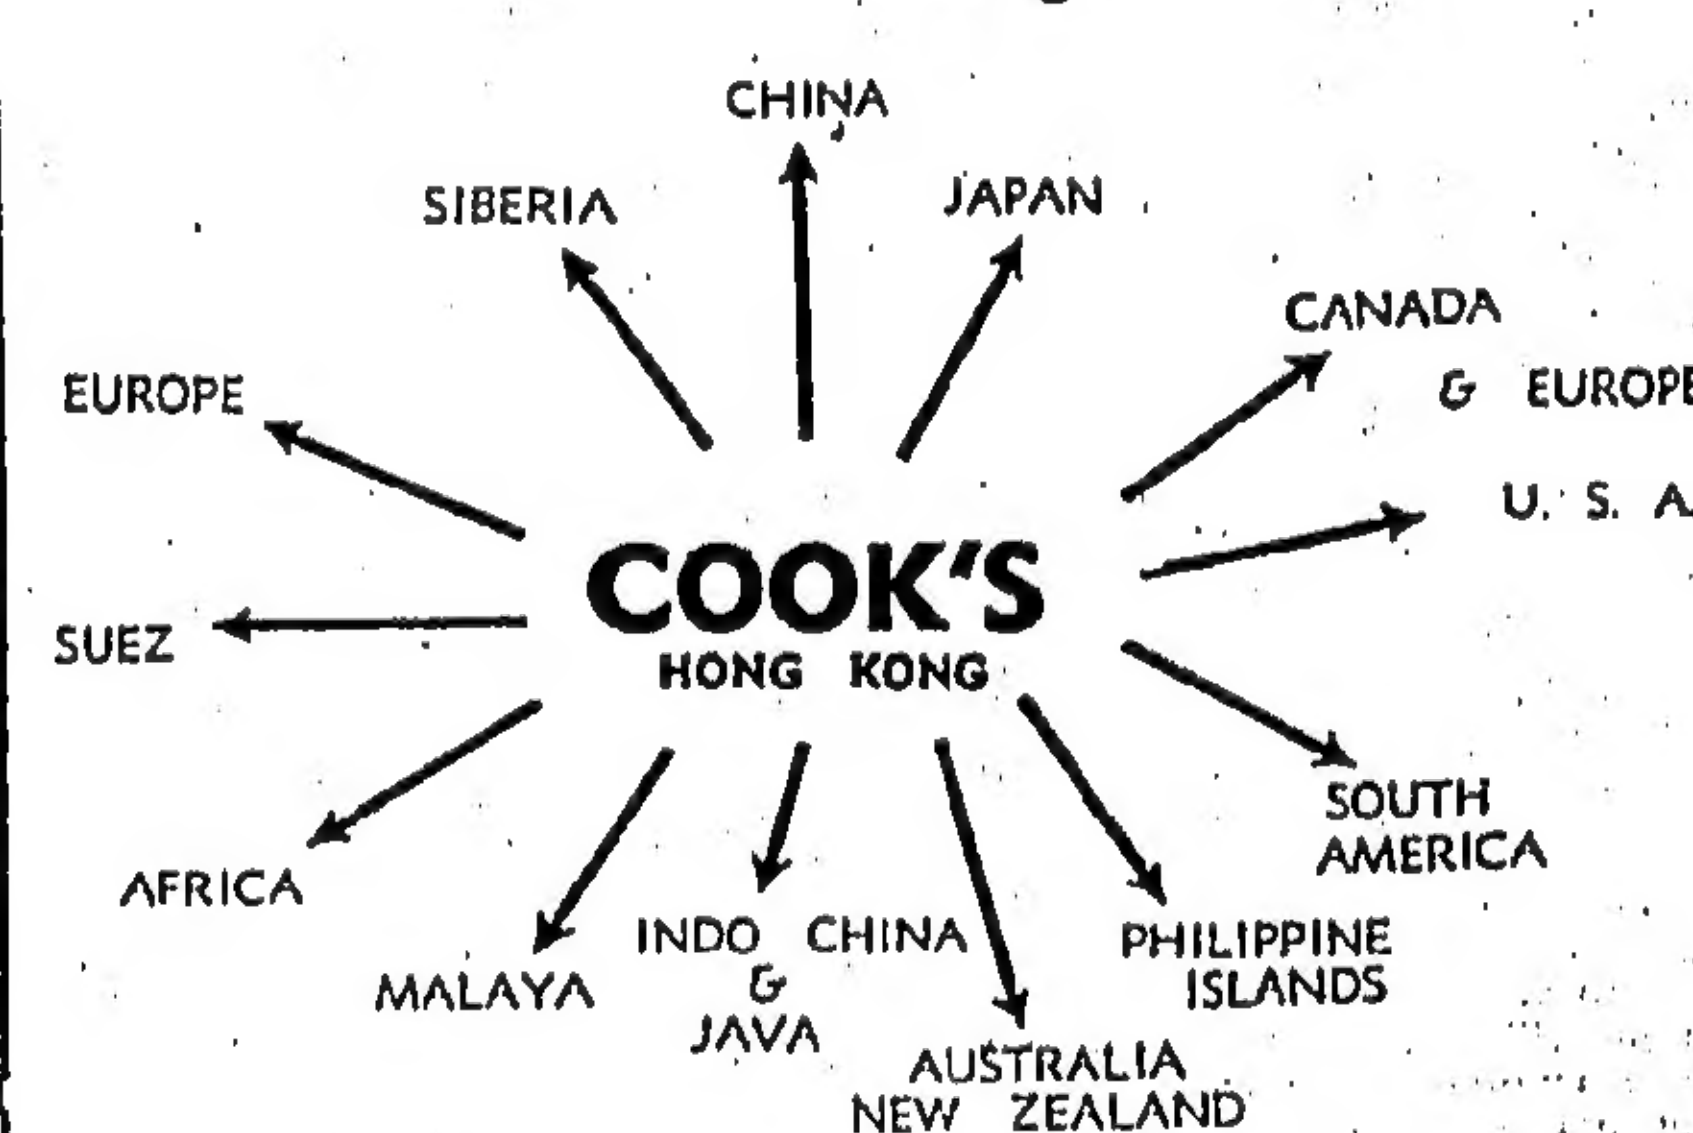 CHINA
SIBERIA
JAPAN
CANADA
& EUROPE
EUROPE
U. S. A.
COOK'S
HONG KONG
SUEZ
SOUTH
AMERICA
AFRICA
INDO CHINA
&
JAVA
PHILIPPINE
ISLANDS
MALAYA
AUSTRALIA
NEW ZEALAND